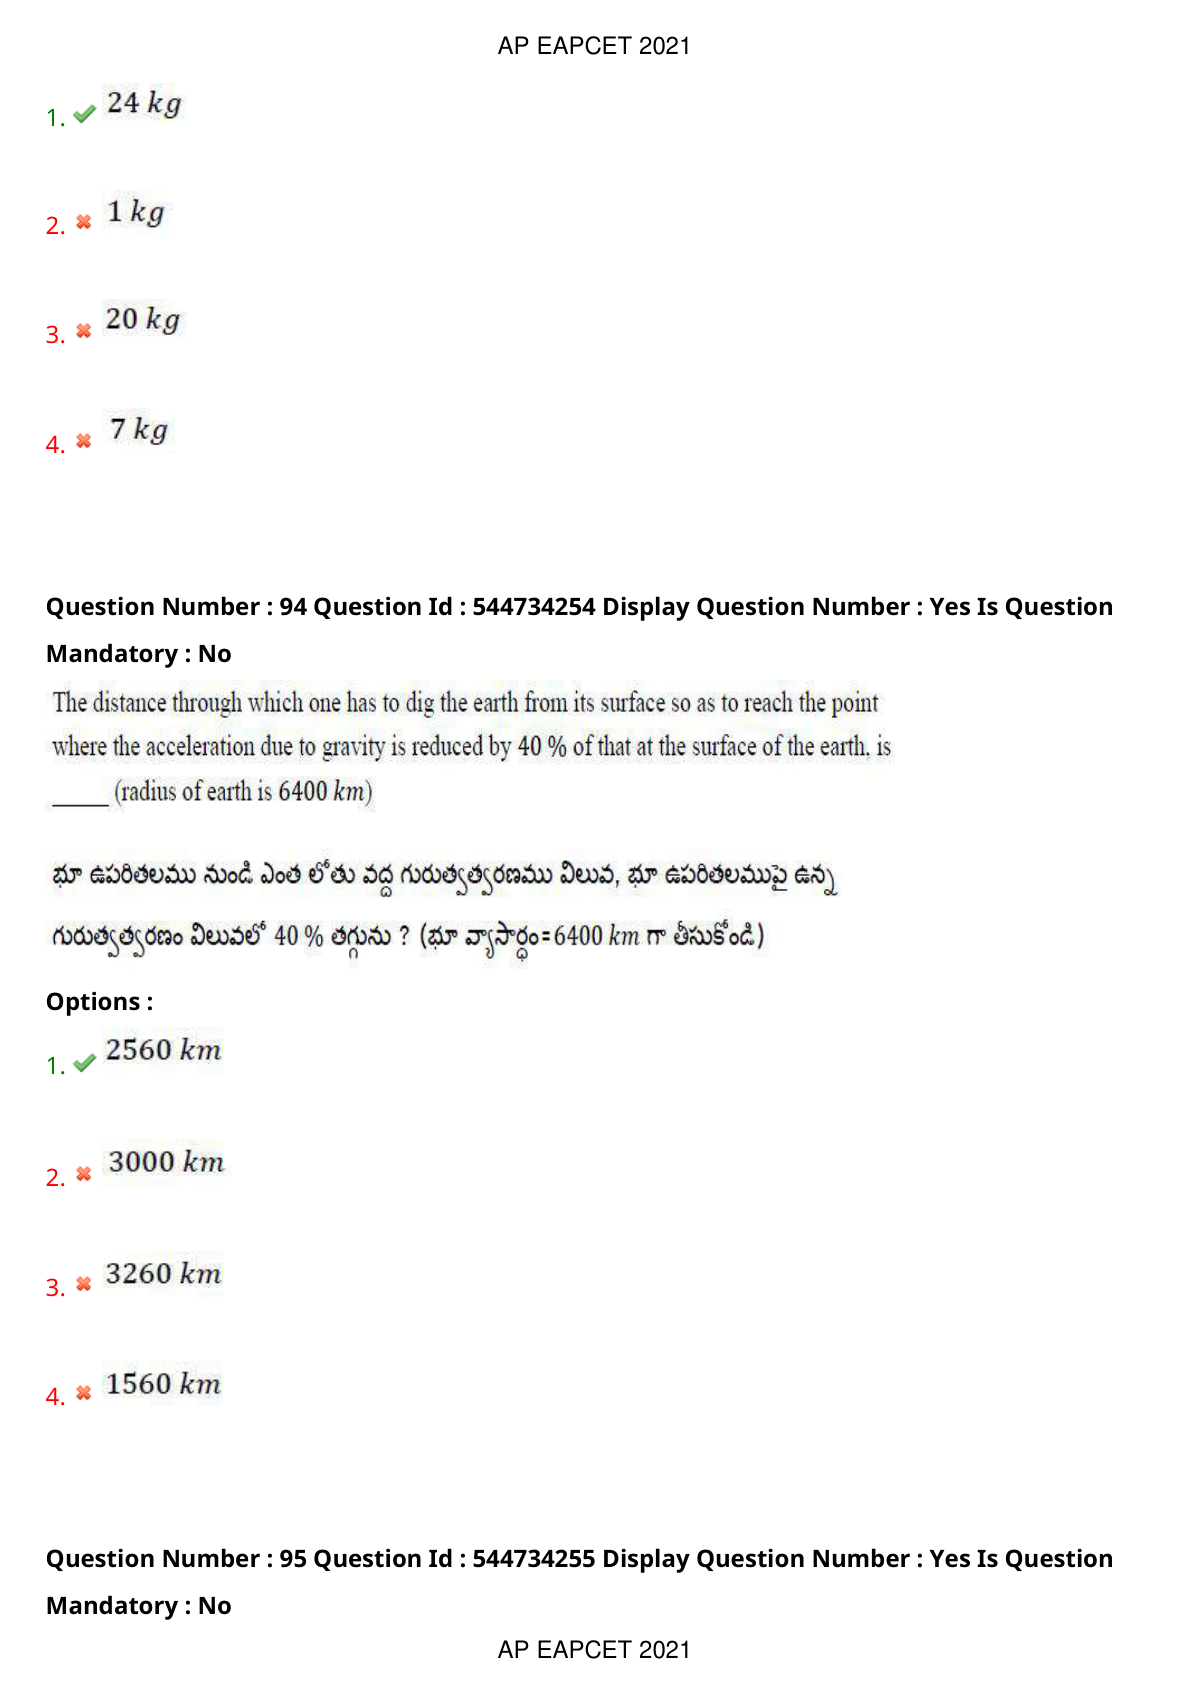 AP EAPCET 2021
1. 24 kg
2. 1 kg
3. 20 kg
4. 7 kg
Question Number : 94 Question Id : 544734254 Display Question Number : Yes Is Question
Mandatory : No
The distance through which one has to dig the earth from its surface so as to reach the point
where the acceleration due to gravity is reduced by 40 % of that at the surface of the earth, is
_____ (radius of earth is 6400 km)
భూ ఉపరితలము నుండి ఎంత లోతు వద్ద గురుత్వత్వరణము విలువ, భూ ఉపరితలముపై ఉన్న
గురుత్వత్వరణం విలువలో 40 % తగ్గును ? (భూ వ్యాసార్ధం=6400 km గా తీసుకోండి)
Options :
1. 2560 km
2. 3000 km
3. 3260 km
4. 1560 km
Question Number : 95 Question Id : 544734255 Display Question Number : Yes Is Question
Mandatory : No
AP EAPCET 2021